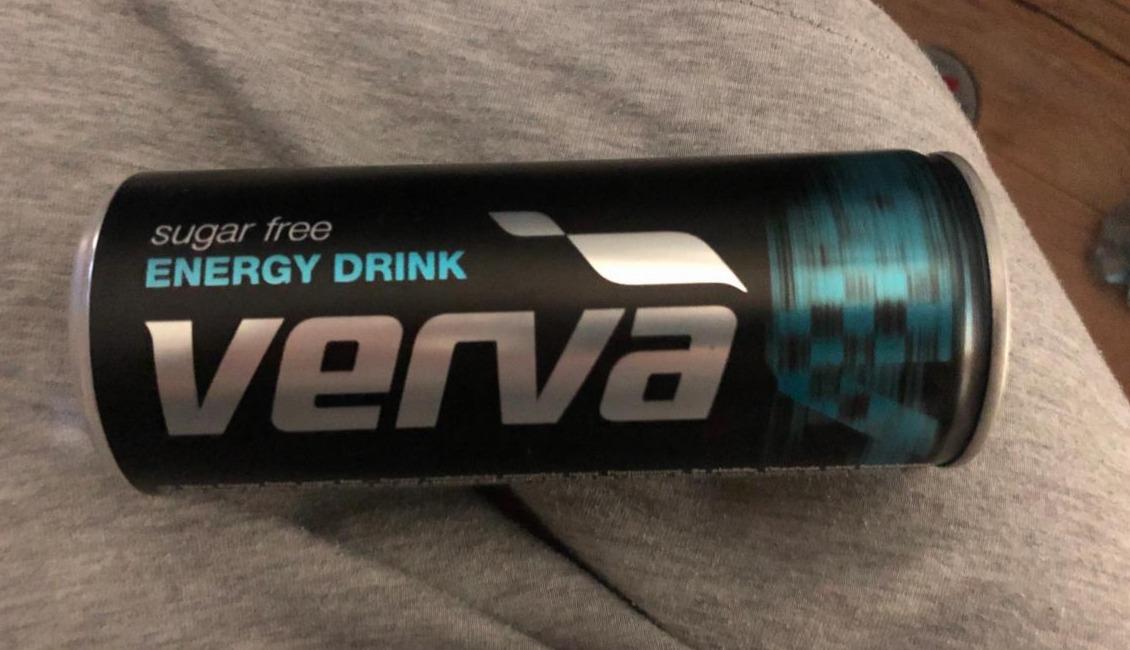 sugar free
ENERGY DRINK
verva